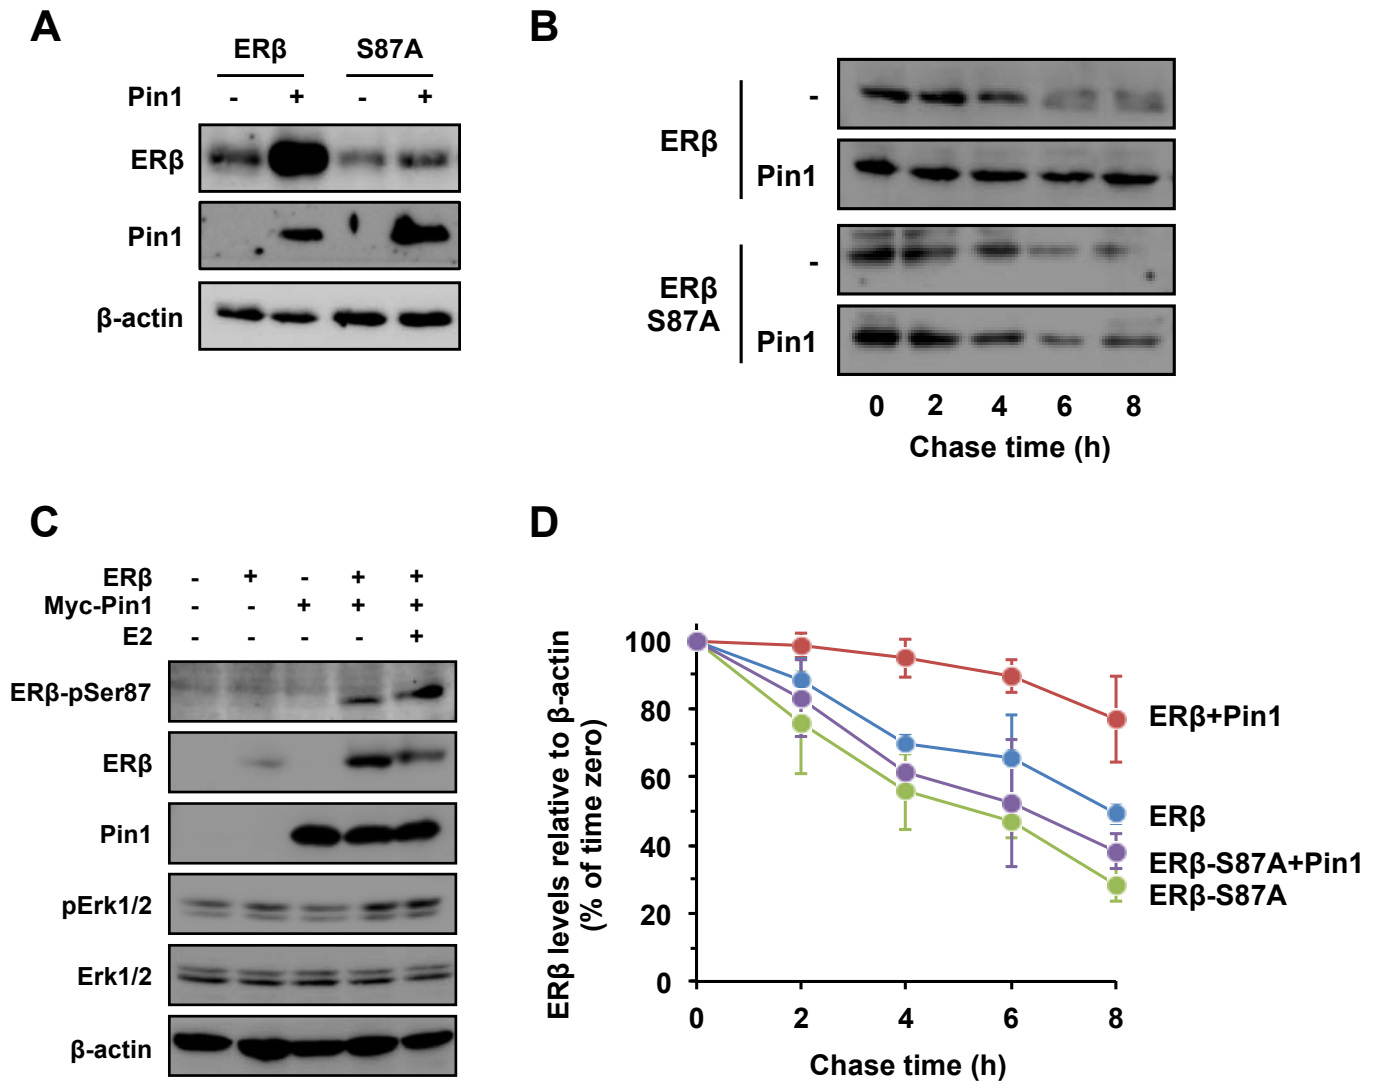 A
ERβ S87A
Pin1 - + - +
ERβ
Pin1
β-actin
B
ERβ
-
Pin1
ERβ
S87A
-
Pin1
0 2 4 6 8
Chase time (h)
C
ERβ - + - + +
Myc-Pin1 - - + + +
E2 - - - - +
ERβ-pSer87
ERβ
Pin1
pErk1/2
Erk1/2
β-actin
D
ERβ levels relative to β-actin
(% of time zero)
100
80
60
40
20
0
0 2 4 6 8
Chase time (h)
ERβ+Pin1
ERβ
ERβ-S87A+Pin1
ERβ-S87A